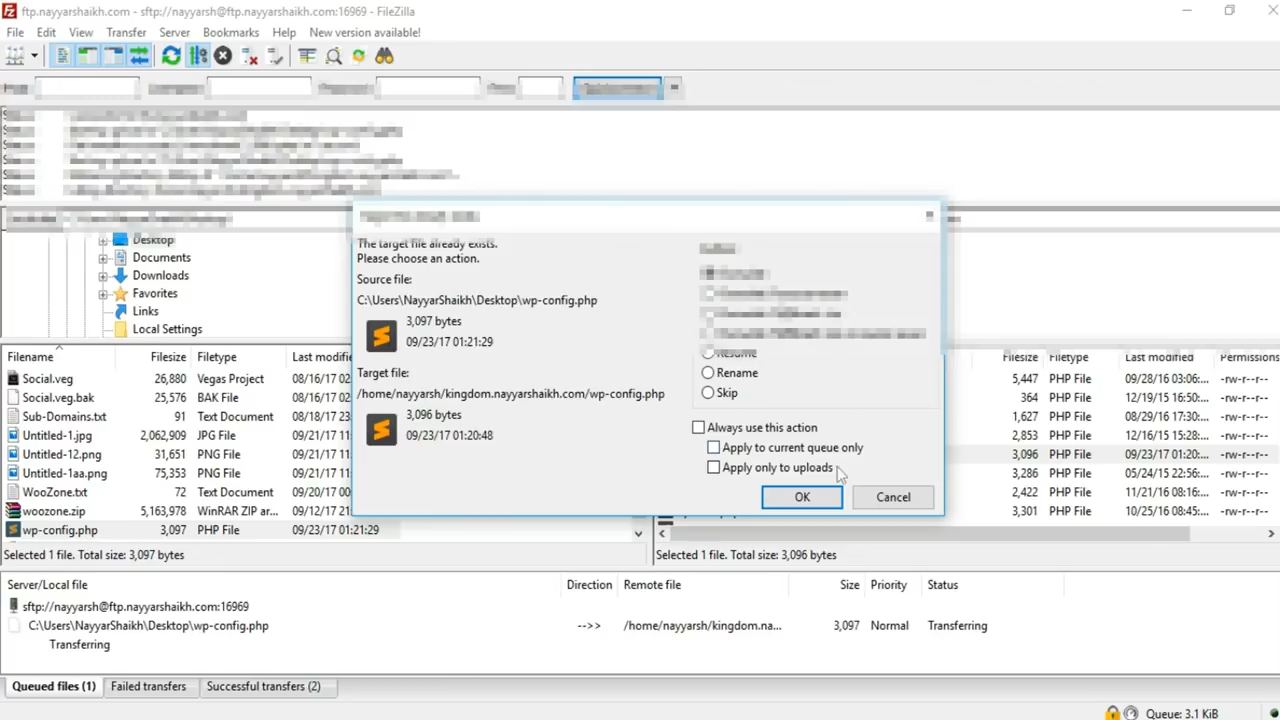 ftp.nayyarshaikh.com - sftp://nayyarsh@ftp.nayyarshaikh.com:16969 - FileZilla
File Edit View Transfer Server Bookmarks Help New version available!
Desktop
Documents
Downloads
Favorites
Links
Local Settings
The target file already exists.
Please choose an action.
Source file:
C:\Users\NayyarShaikh\Desktop\wp-config.php
3,097 bytes
09/23/17 01:21:29
Target file:
/home/nayyarsh/kingdom.nayyarshaikh.com/wp-config.php
3,096 bytes
09/23/17 01:20:48
Resume
Rename
Skip
Always use this action
Apply to current queue only
Apply only to uploads
OK Cancel
Filename Filesize Filetype Last modifie
Social.veg 26,880 Vegas Project 08/16/17 02
Social.veg.bak 25,576 BAK File 08/16/17 02
Sub-Domains.txt 91 Text Document 08/18/17 23
Untitled-1.jpg 2,062,909 JPG File 09/21/17 11:
Untitled-12.png 31,651 PNG File 09/21/17 11:
Untitled-1aa.png 75,353 PNG File 09/21/17 11:
WooZone.txt 72 Text Document 09/20/17 00
woozone.zip 5,163,978 WinRAR ZIP ar... 09/12/17 21
wp-config.php 3,097 PHP File 09/23/17 01:21:29
Selected 1 file. Total size: 3,097 bytes
Filesize Filetype Last modified Permissions
5,447 PHP File 09/28/16 03:06:... -rw-r--r--
364 PHP File 12/19/15 16:50:... -rw-r--r--
1,627 PHP File 08/29/16 17:30:... -rw-r--r--
2,853 PHP File 12/16/15 15:28:... -rw-r--r--
3,096 PHP File 09/23/17 01:20:... -rw-r--r--
3,286 PHP File 05/24/15 22:56:... -rw-r--r--
2,422 PHP File 11/21/16 08:16:... -rw-r--r--
3,301 PHP File 10/25/16 08:45:... -rw-r--r--
Selected 1 file. Total size: 3,096 bytes
Server/Local file Direction Remote file Size Priority Status
sftp://nayyarsh@ftp.nayyarshaikh.com:16969
C:\Users\NayyarShaikh\Desktop\wp-config.php -->> /home/nayyarsh/kingdom.na... 3,097 Normal Transferring
Transferring
Queued files (1) Failed transfers Successful transfers (2)
Queue: 3.1 KiB